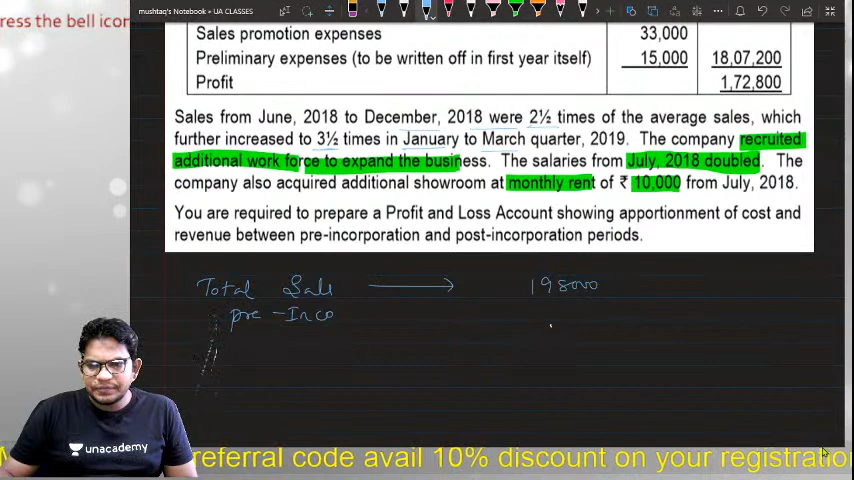 mushtaq's Notebook » UA CLASSES
ress the bell icon
Sales promotion expenses 33,000
Preliminary expenses (to be written off in first year itself) 15,000 18,07,200
Profit 1,72,800
Sales from June, 2018 to December, 2018 were 2½ times of the average sales, which
further increased to 3½ times in January to March quarter, 2019. The company recruited
additional work force to expand the business. The salaries from July, 2018 doubled. The
company also acquired additional showroom at monthly rent of ₹ 10,000 from July, 2018.
You are required to prepare a Profit and Loss Account showing apportionment of cost and
revenue between pre-incorporation and post-incorporation periods.
Total Sale → 198000
pre - Inco
unacademy
referral code avail 10% discount on your registration